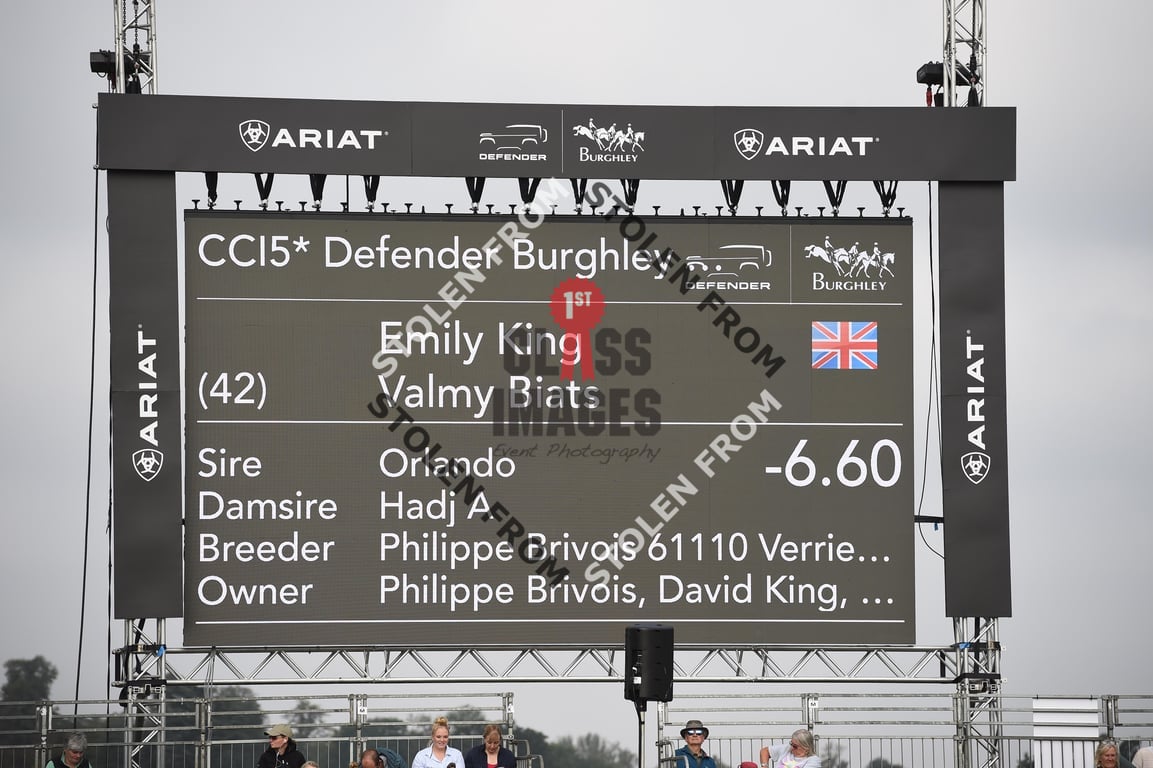 ARIAT
DEFENDER
BURGHLEY
ARIAT
CCI5* Defender Burghley
DEFENDER
BURGHLEY
Emily King
(42) Valmy Biats
Sire Orlando -6.60
Damsire Hadj A
Breeder Philippe Brivois 61110 Verrie...
Owner Philippe Brivois, David King, ...
ARIAT
ARIAT
1ST
CLASS
IMAGES
Event Photography
STOLEN FROM
STOLEN FROM
STOLEN FROM
STOLEN FROM